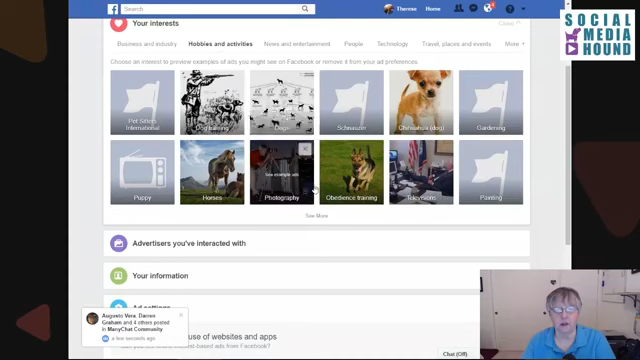 Therese
Home
SOCIAL
MEDIA
HOUND
Your interests
Close
Business and industry
Hobbies and activities
News and entertainment
People
Technology
Travel, places and events
More
Choose an interest to preview examples of ads you might see on Facebook or remove it from your ad preferences.
Pet Sitters
International
Dog training
Dogs
Schnauzer
Chihuahua (dog)
Gardening
See example ads
Puppy
Horses
Photography
Obedience training
Televisions
Painting
See More
Advertisers you've interacted with
Your information
Ad settings
Augusto Vera, Darren
Graham and 4 others posted
in ManyChat Community
a few seconds ago
use of websites and apps
based ads from Facebook?
Chat (Off)